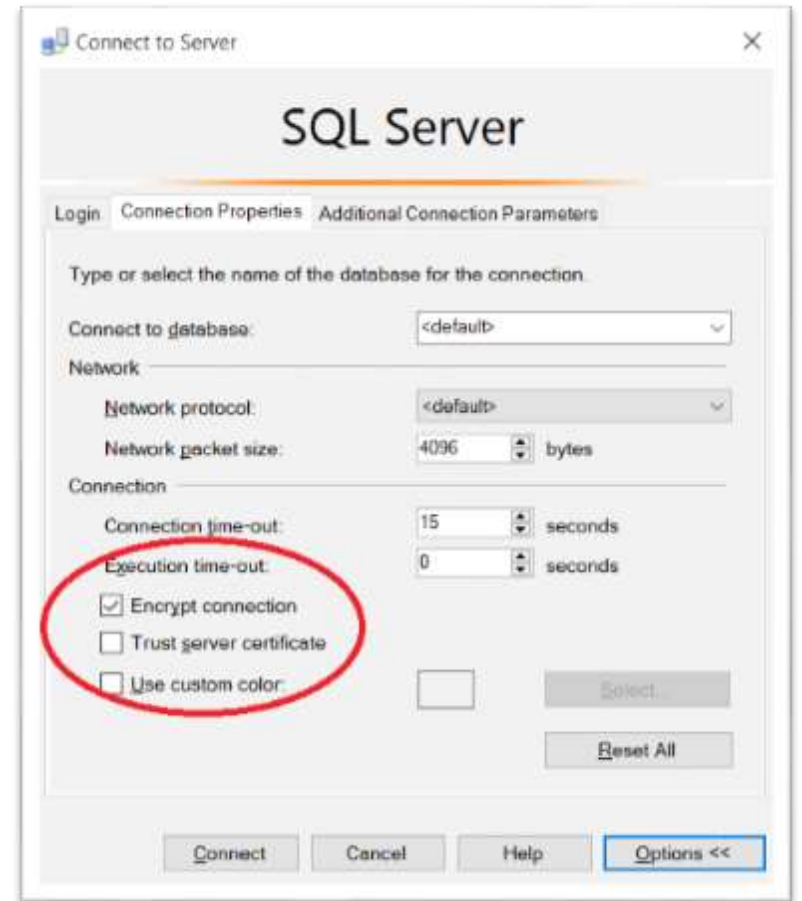 Connect to Server
SQL Server
Login Connection Properties Additional Connection Parameters
Type or select the name of the database for the connection.
Connect to database: <default>
Network
Network protocol: <default>
Network packet size: 4096 bytes
Connection
Connection time-out: 15 seconds
Execution time-out: 0 seconds
Encrypt connection
Trust server certificate
Use custom color: Select...
Reset All
Connect Cancel Help Options <<